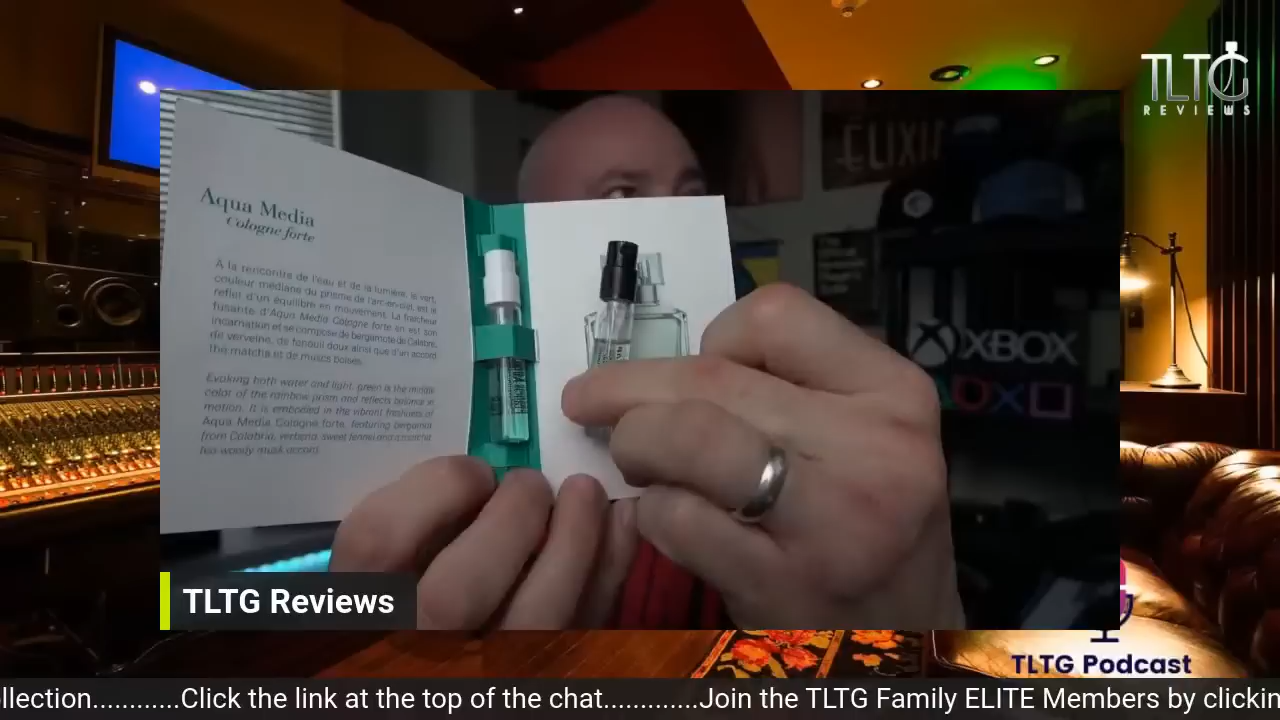 TLTG
REVIEWS
ELIXIR
Aqua Media
Cologne forte
À la rencontre de l'eau et de la lumière, le vert,
couleur médiane du prisme de l'arc-en-ciel, est le
reflet d'un équilibre en mouvement. La fraîcheur
fusante d'Aqua Media Cologne forte en est son
incarnation et se compose de bergamote de Calabre,
de verveine, de fenouil doux ainsi que d'un accord
thé matcha et de muscs boisés.
Evoking both water and light, green is the middle
color of the rainbow prism and reflects balance in
motion. It is embodied in the vibrant freshness of
Aqua Media Cologne forte, featuring bergamot
from Calabria, verbena, sweet fennel and a matcha
tea-woody musk accord.
XBOX
TLTG Reviews
TLTG Podcast
ollection............Click the link at the top of the chat.............Join the TLTG Family ELITE Members by clickin